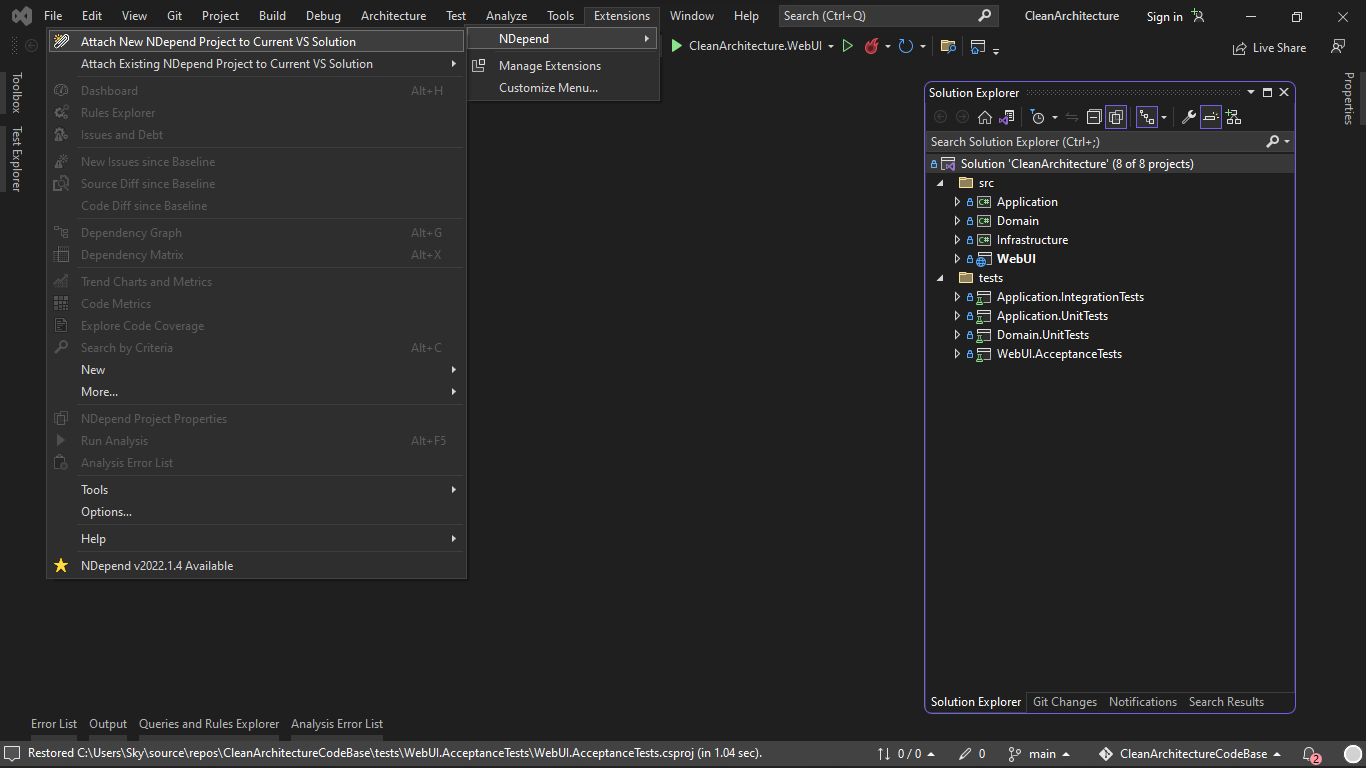 File Edit View Git Project Build Debug Architecture Test Analyze Tools Extensions Window Help Search (Ctrl+Q) CleanArchitecture Sign in
CleanArchitecture.WebUI Live Share
Attach New NDepend Project to Current VS Solution
Attach Existing NDepend Project to Current VS Solution
Dashboard Alt+H
Rules Explorer
Issues and Debt
New Issues since Baseline
Source Diff since Baseline
Code Diff since Baseline
Dependency Graph Alt+G
Dependency Matrix Alt+X
Trend Charts and Metrics
Code Metrics
Explore Code Coverage
Search by Criteria Alt+C
New
More...
NDepend Project Properties
Run Analysis Alt+F5
Analysis Error List
Tools
Options...
Help
NDepend v2022.1.4 Available
NDepend
Manage Extensions
Customize Menu...
Toolbox
Test Explorer
Properties
Solution Explorer
Search Solution Explorer (Ctrl+;)
Solution 'CleanArchitecture' (8 of 8 projects)
src
C# Application
C# Domain
C# Infrastructure
WebUI
tests
Application.IntegrationTests
Application.UnitTests
Domain.UnitTests
WebUI.AcceptanceTests
Solution Explorer Git Changes Notifications Search Results
Error List Output Queries and Rules Explorer Analysis Error List
Restored C:\Users\Sky\source\repos\CleanArchitectureCodeBase\tests\WebUI.AcceptanceTests\WebUI.AcceptanceTests.csproj (in 1.04 sec). 0 / 0 0 main CleanArchitectureCodeBase 2